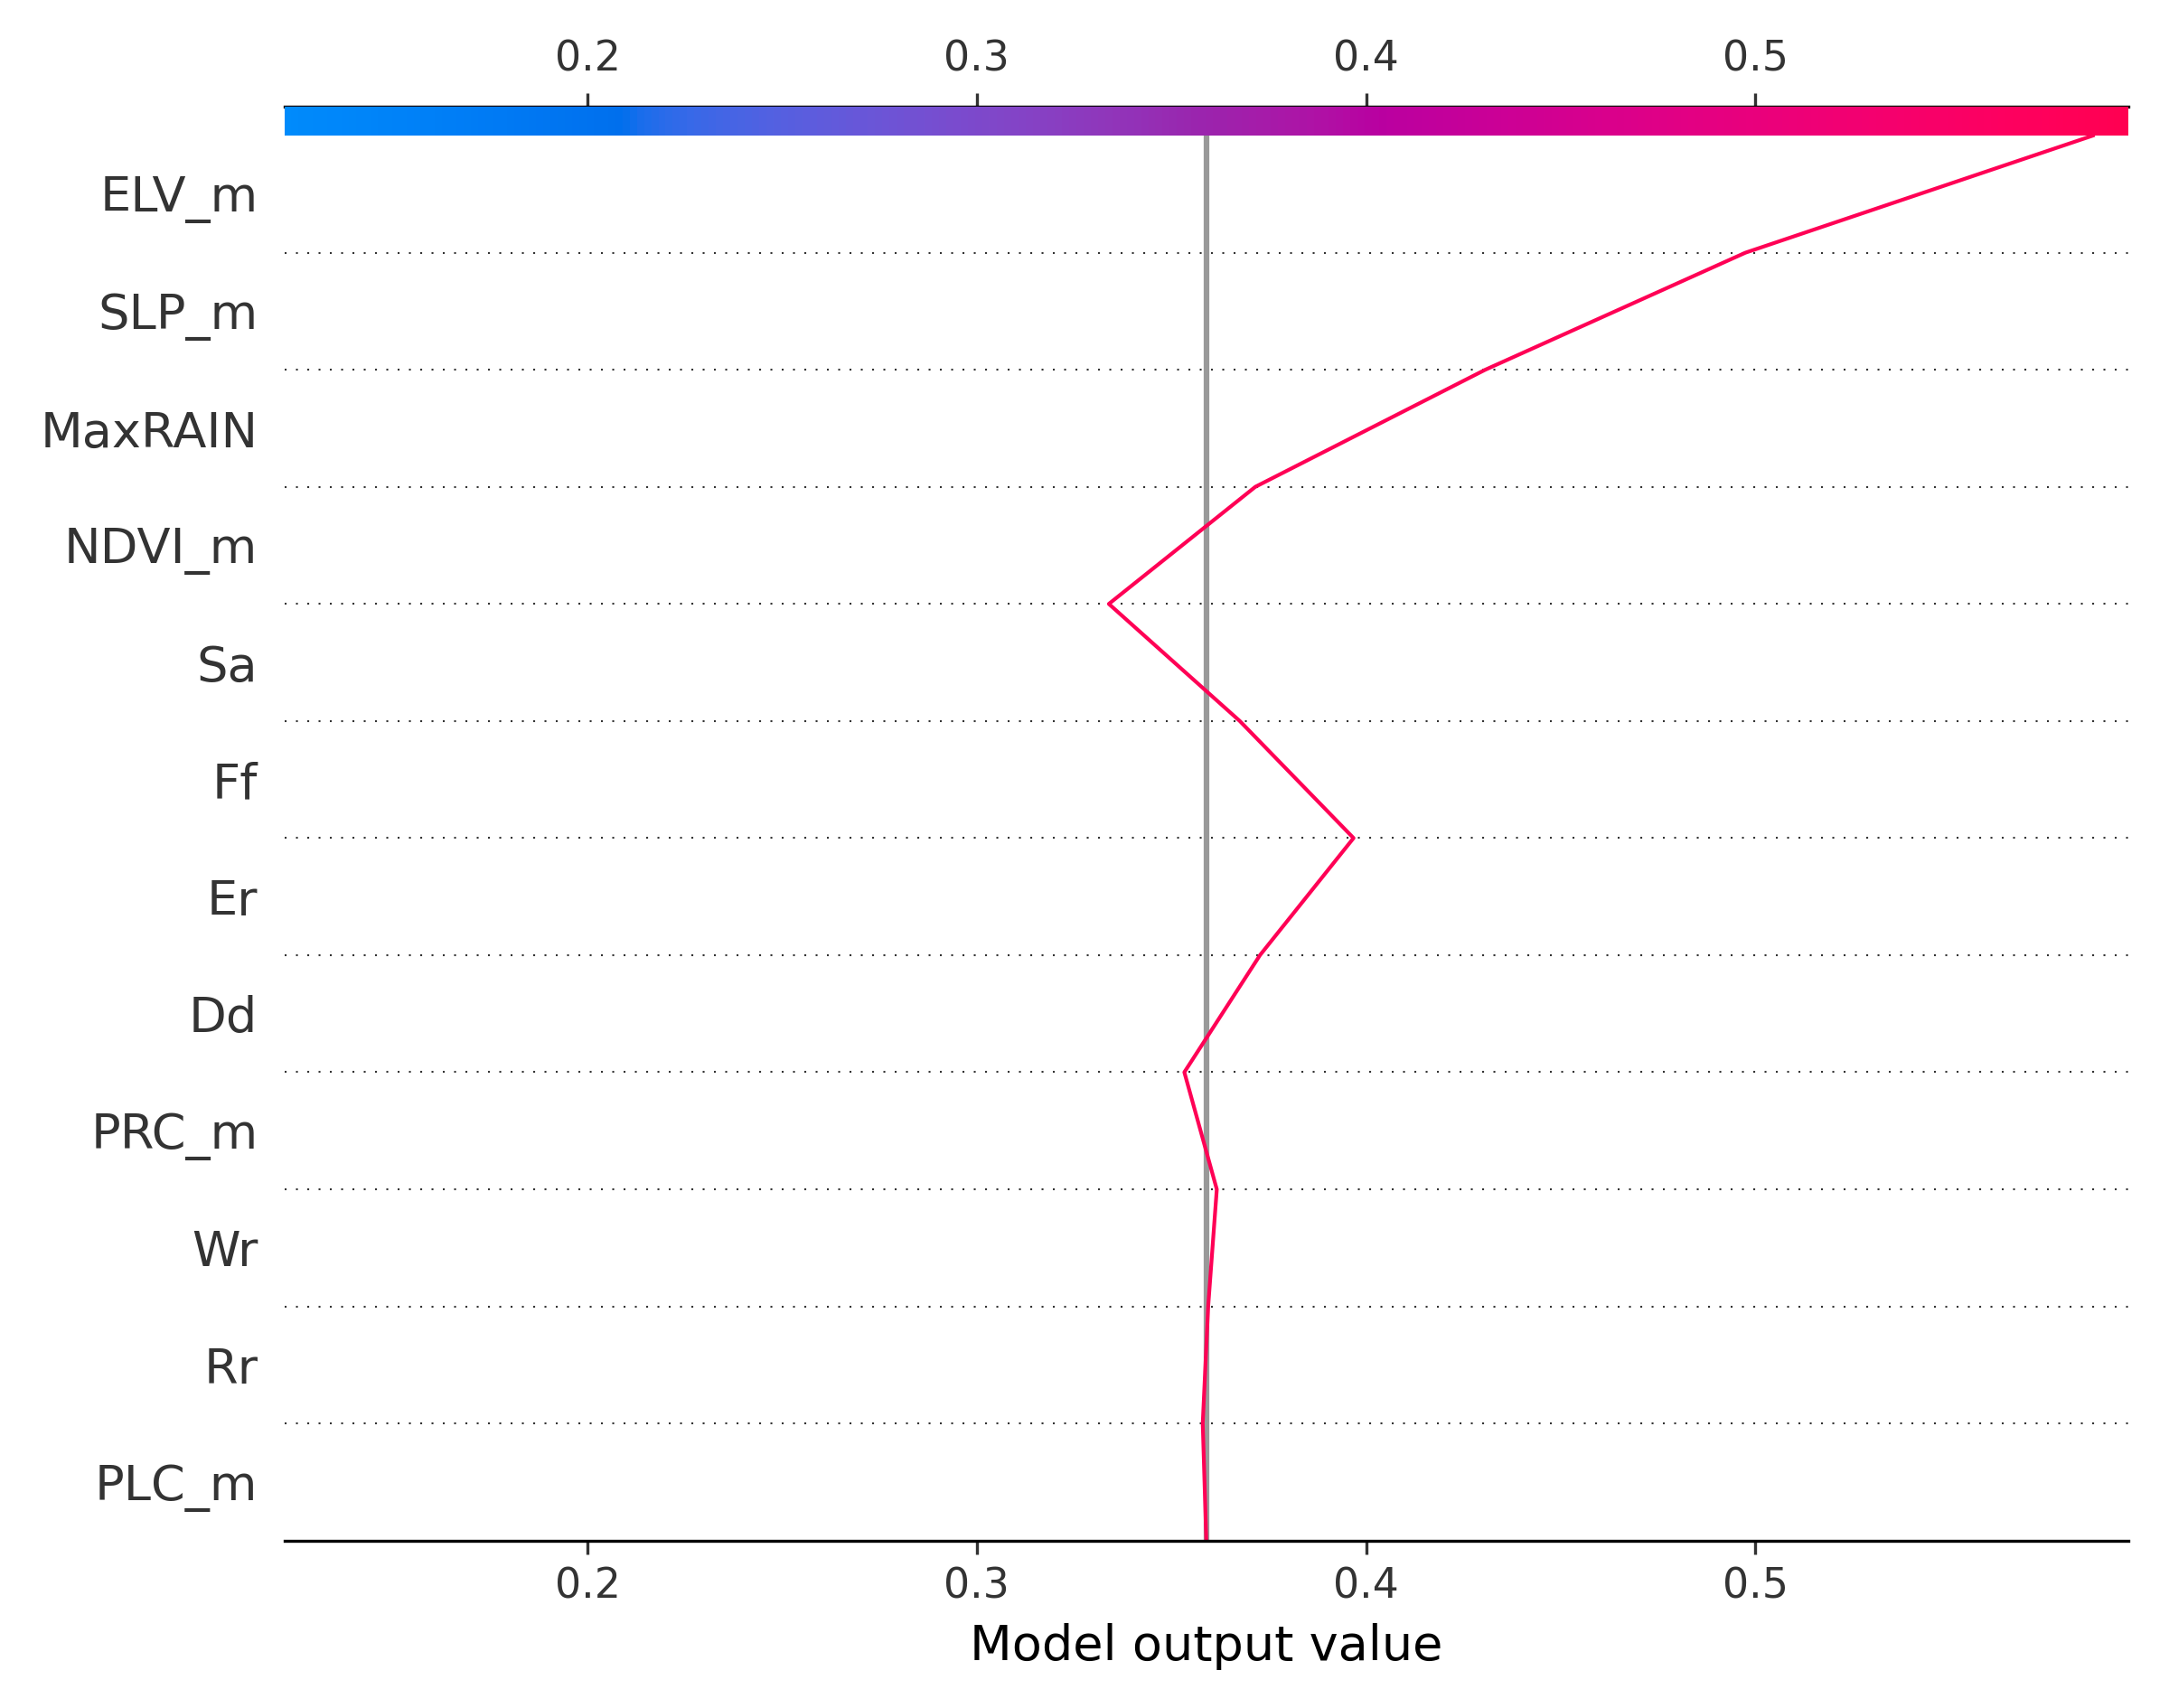 0.2 0.3 0.4 0.5
ELV_m
SLP_m
MaxRAIN
NDVI_m
Sa
Ff
Er
Dd
PRC_m
Wr
Rr
PLC_m
0.2 0.3 0.4 0.5
Model output value